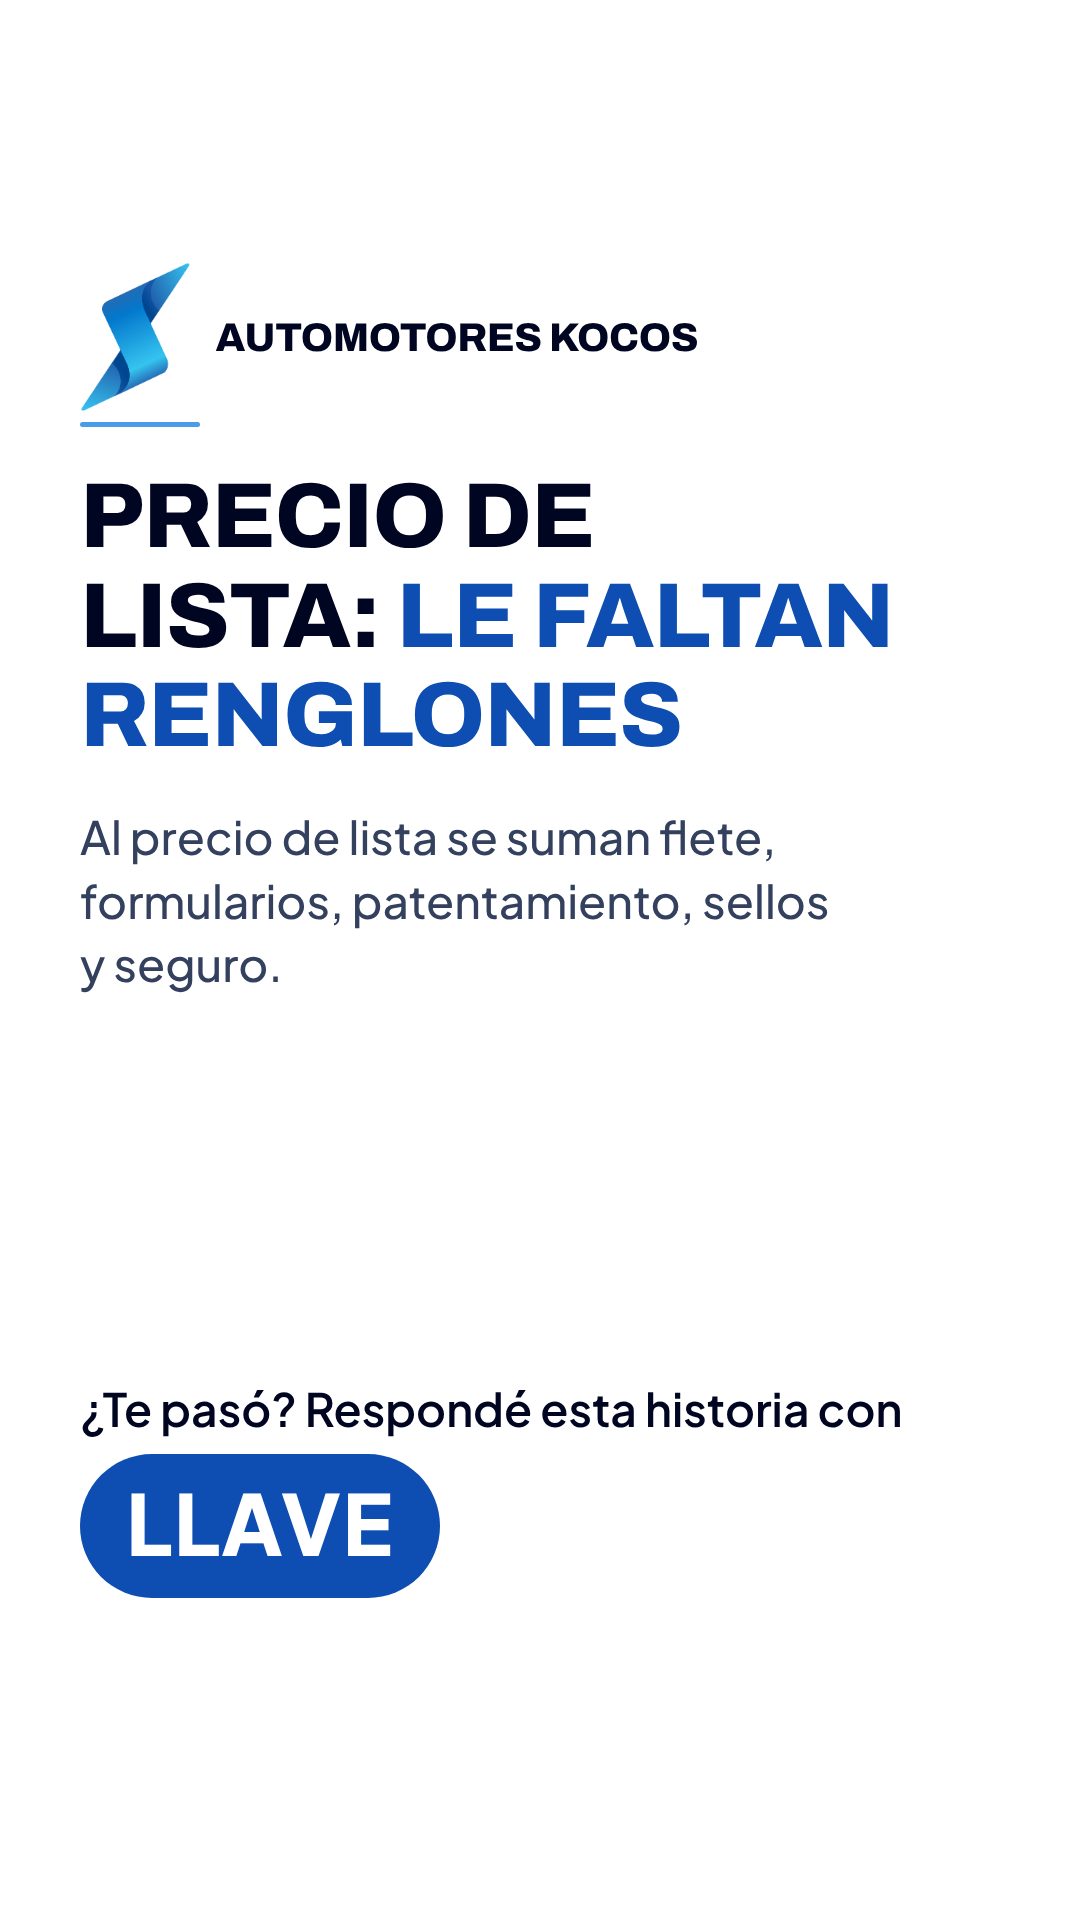 AUTOMOTORES KOCOS
PRECIO DE
LISTA: LE FALTAN
RENGLONES
Al precio de lista se suman flete,
formularios, patentamiento, sellos
y seguro.
¿Te pasó? Respondé esta historia con
LLAVE